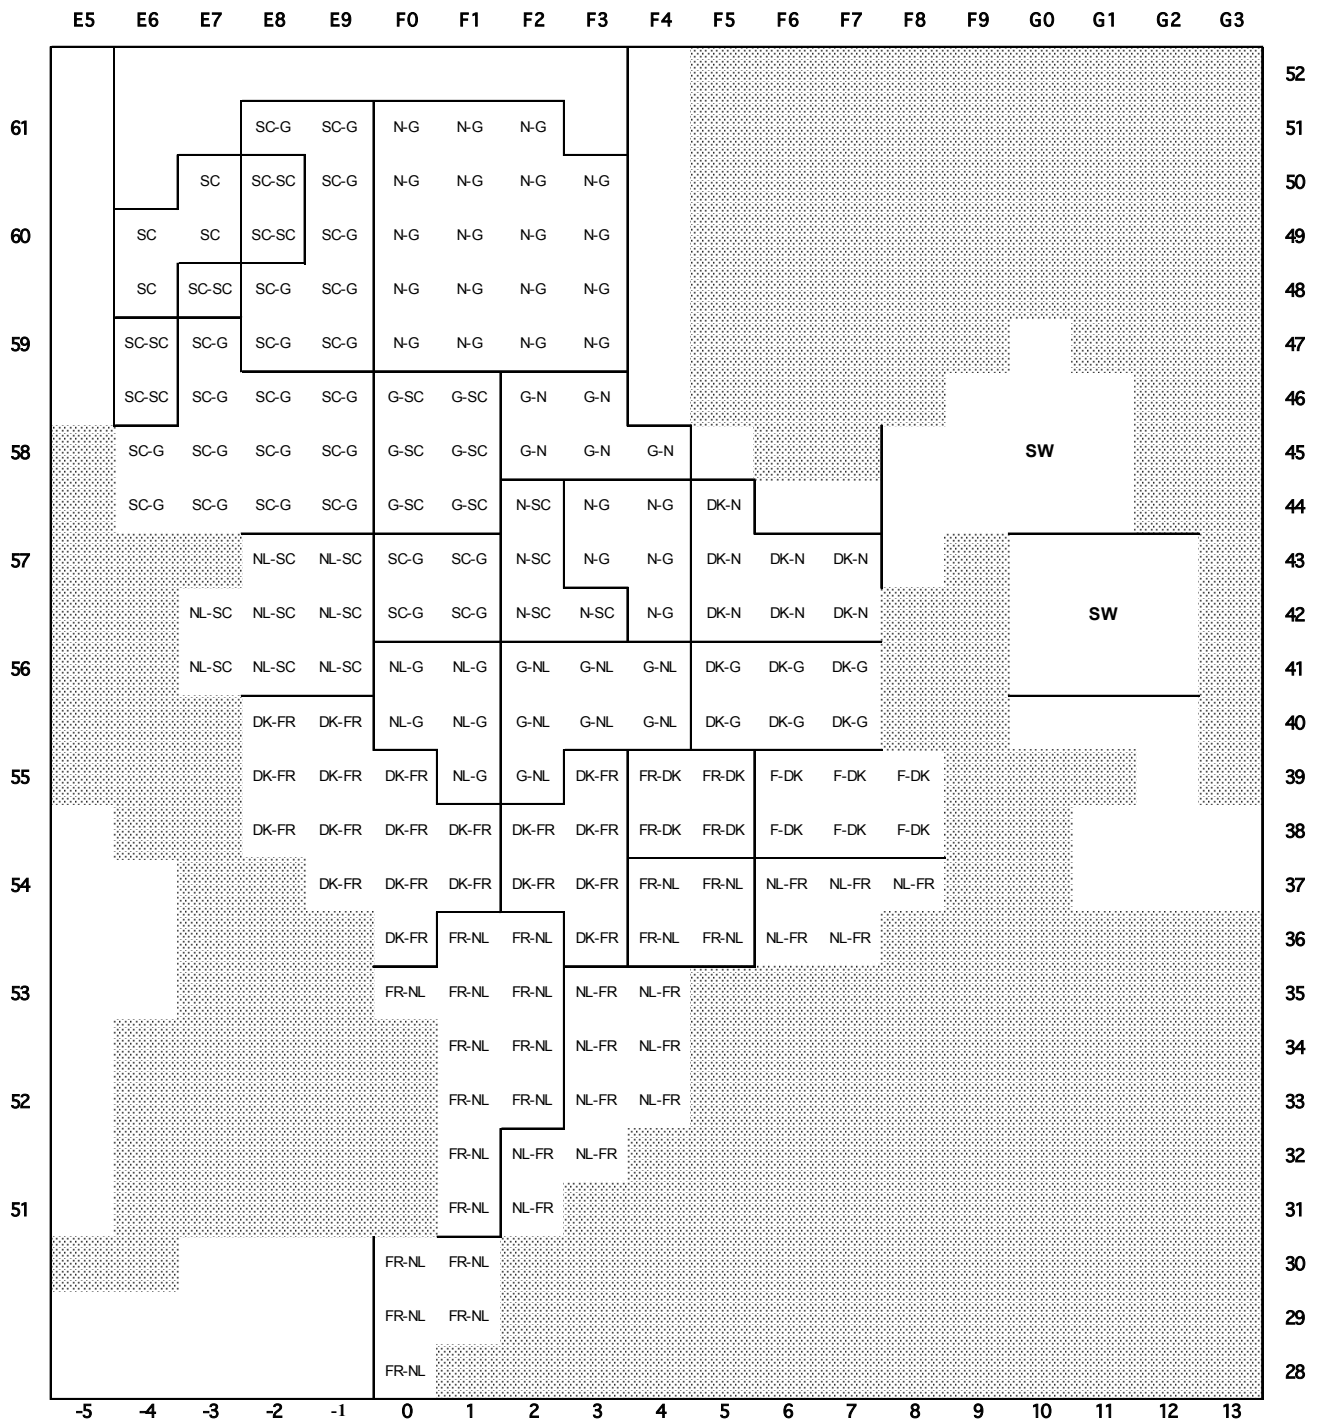 E5 E6 E7 E8 E9 F0 F1 F2 F3 F4 F5 F6 F7 F8 F9 G0 G1 G2 G3
52
61 SC-G SC-G N-G N-G N-G 51
SC SC-SC SC-G N-G N-G N-G N-G 50
60 SC SC SC-SC SC-G N-G N-G N-G N-G 49
SC SC-SC SC-G SC-G N-G N-G N-G N-G 48
59 SC-SC SC-G SC-G SC-G N-G N-G N-G N-G 47
SC-SC SC-G SC-G SC-G G-SC G-SC G-N G-N 46
58 SC-G SC-G SC-G SC-G G-SC G-SC G-N G-N G-N SW 45
SC-G SC-G SC-G SC-G G-SC G-SC N-SC N-G N-G DK-N 44
57 NL-SC NL-SC SC-G SC-G N-SC N-G N-G DK-N DK-N DK-N 43
NL-SC NL-SC NL-SC SC-G SC-G N-SC N-SC N-G DK-N DK-N DK-N SW 42
56 NL-SC NL-SC NL-SC NL-G NL-G G-NL G-NL G-NL DK-G DK-G DK-G 41
DK-FR DK-FR NL-G NL-G G-NL G-NL G-NL DK-G DK-G DK-G 40
55 DK-FR DK-FR DK-FR NL-G G-NL DK-FR FR-DK FR-DK F-DK F-DK F-DK 39
DK-FR DK-FR DK-FR DK-FR DK-FR DK-FR FR-DK FR-DK F-DK F-DK F-DK 38
54 DK-FR DK-FR DK-FR DK-FR DK-FR FR-NL FR-NL NL-FR NL-FR NL-FR 37
DK-FR FR-NL FR-NL DK-FR FR-NL FR-NL NL-FR NL-FR 36
53 FR-NL FR-NL FR-NL NL-FR NL-FR 35
FR-NL FR-NL NL-FR NL-FR 34
52 FR-NL FR-NL NL-FR NL-FR 33
FR-NL NL-FR NL-FR 32
51 FR-NL NL-FR 31
FR-NL FR-NL 30
FR-NL FR-NL 29
FR-NL 28
-5 -4 -3 -2 -1 0 1 2 3 4 5 6 7 8 9 10 11 12 13